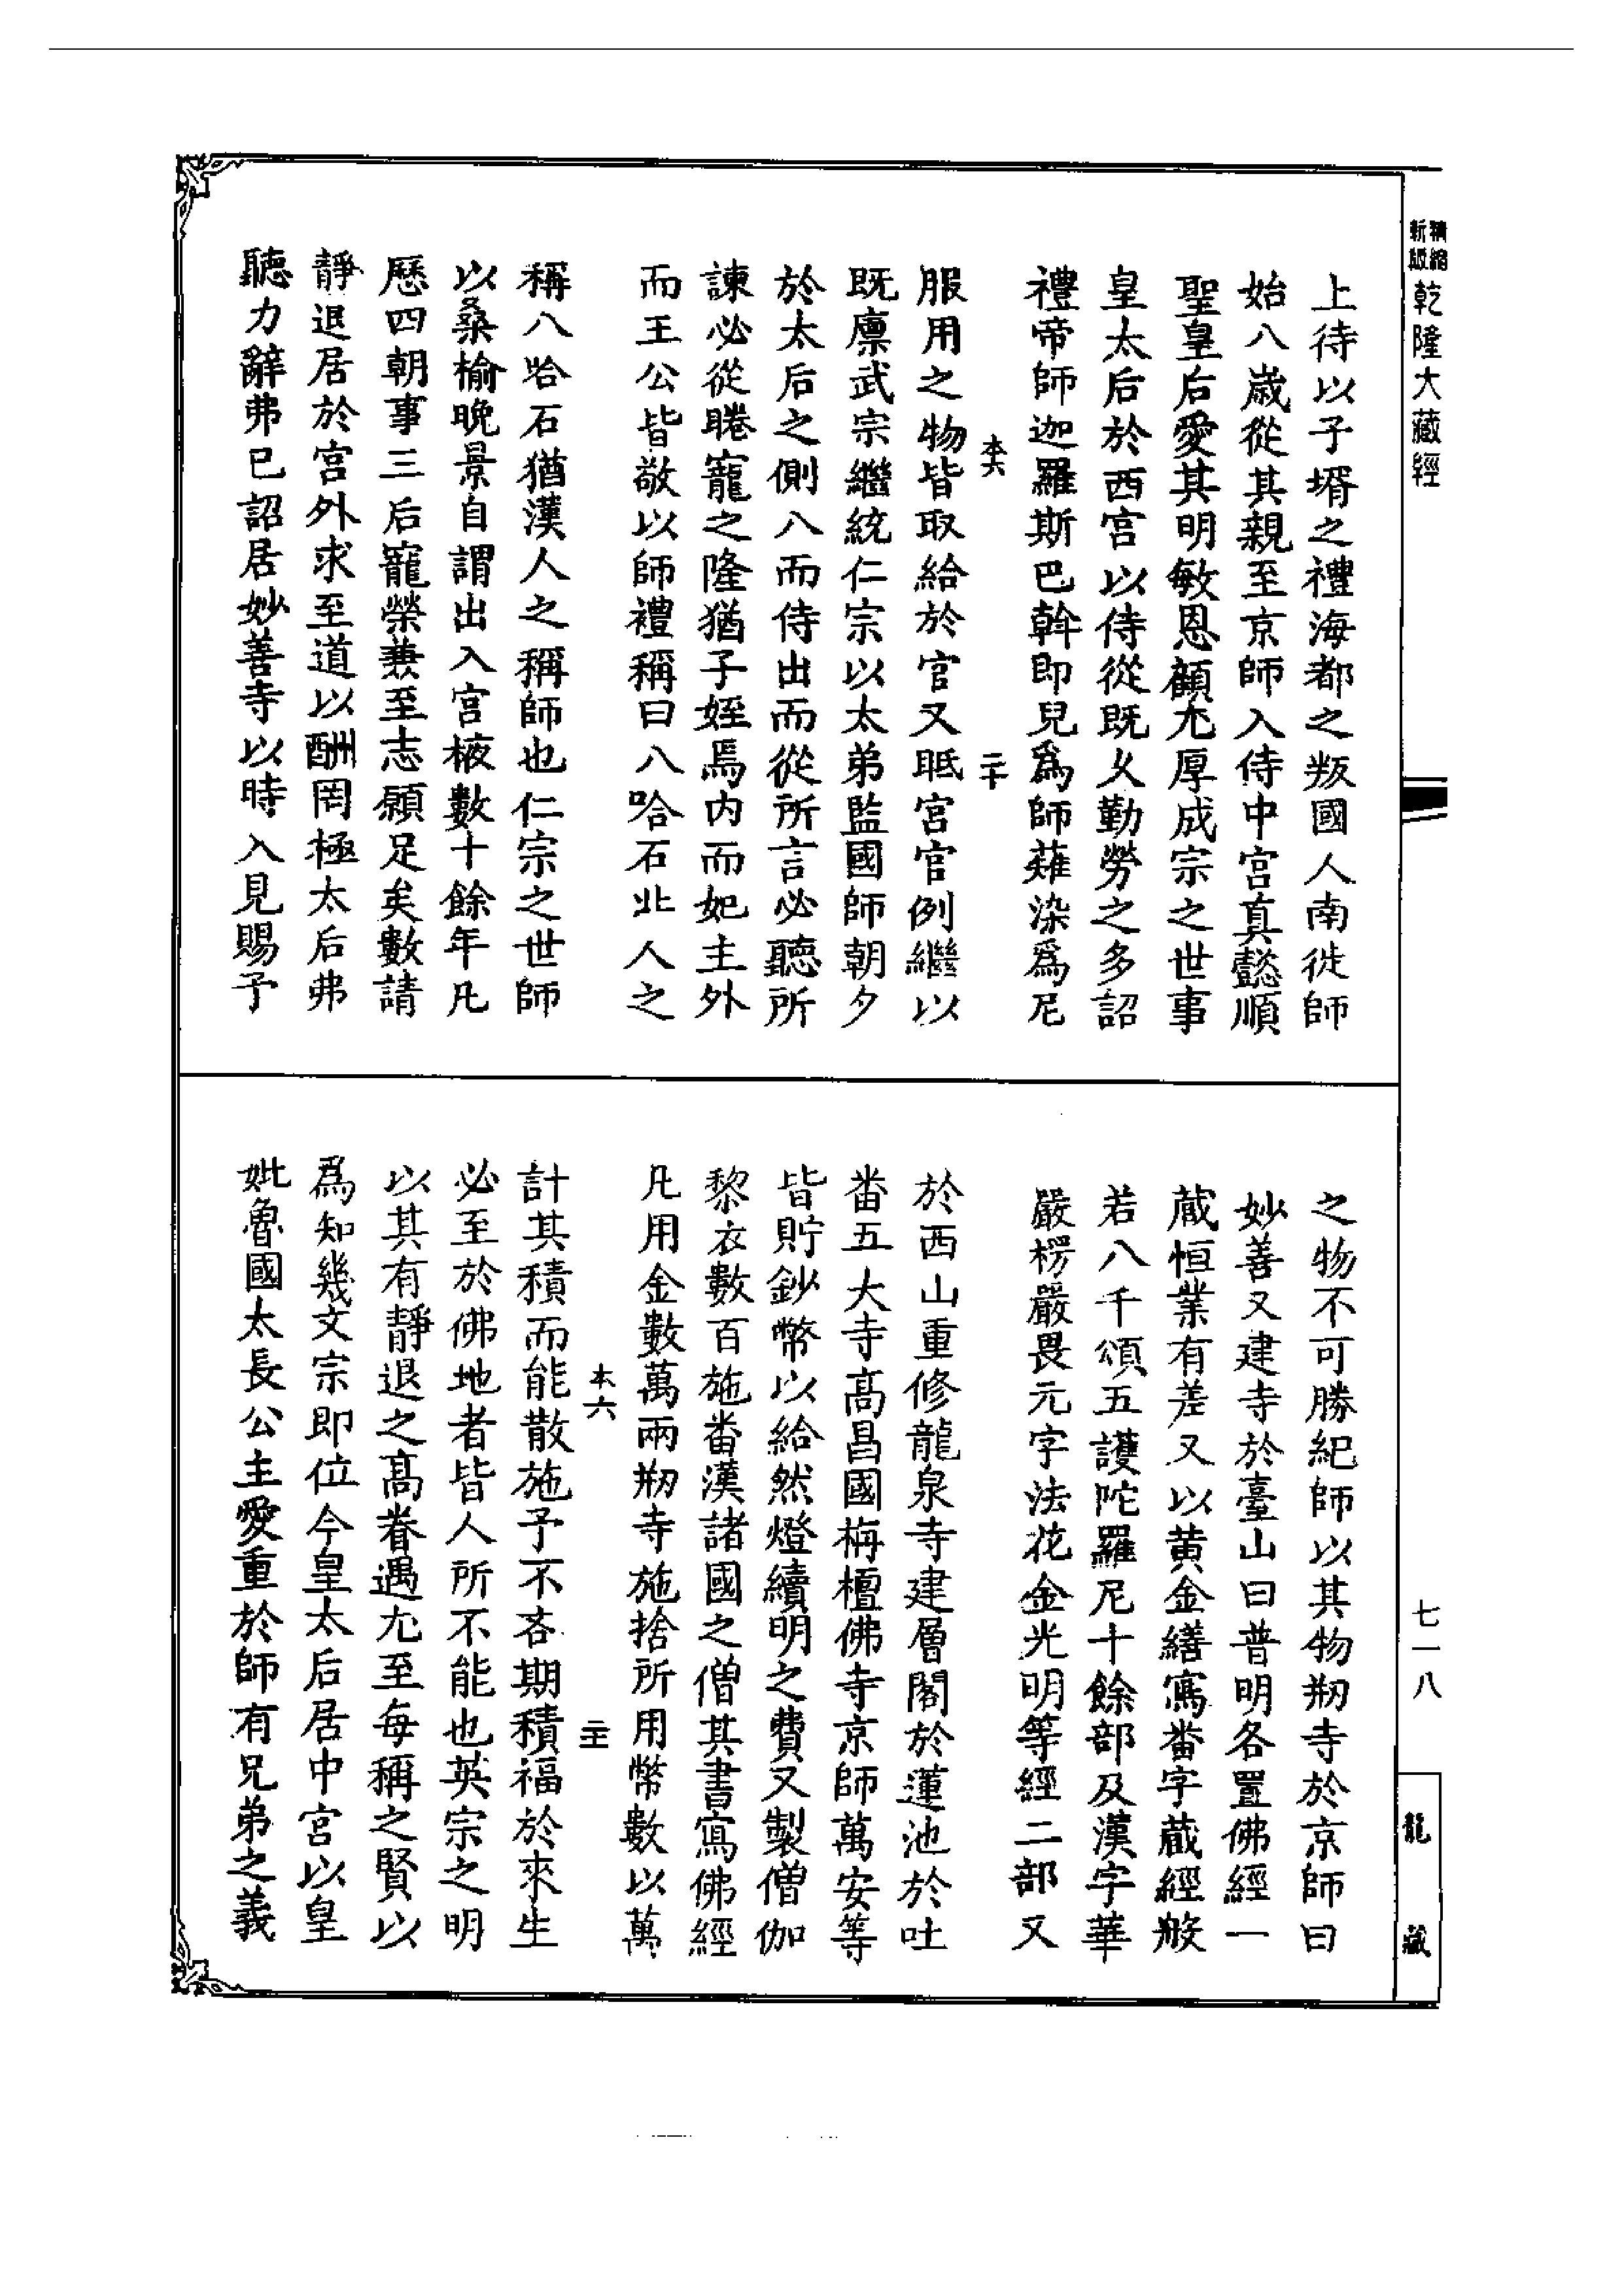 精縮新版乾隆大藏經
上待以子壻之禮海都之叛國人南徙師
始八歲從其親至京師入侍中宮真懿順
聖皇后愛其明敏恩顧尤厚成宗之世事
皇太后於西宮以侍從既久勤勞之多詔
禮帝師迦羅斯巴斡即兒為師薙染為尼
本六 二十
服用之物皆取給於官又眡宮官例繼以
既廪武宗繼統仁宗以太弟監國師朝夕
於太后之側入而侍出而從所言必聽所
諫必從睠寵之隆猶子姪焉内而妃主外
而王公皆敬以師禮稱曰八哈石北人之
稱八哈石猶漢人之稱師也仁宗之世師
以桑榆晚景自謂出入宮掖數十餘年凡
歷四朝事三后寵榮兼至志願足矣數請
靜退居於宮外求至道以酬罔極太后弗
聽力辭弗已詔居妙善寺以時入見賜予
之物不可勝紀師以其物刱寺於京師曰
妙善又建寺於臺山曰普明各置佛經一
藏恒業有差又以黃金繕寫番字藏經般
若八千頌五護陀羅尼十餘部及漢字華
嚴楞嚴畏元字法花金光明等經二部又
於西山重修龍泉寺建層閣於蓮池於吐
番五大寺高昌國栴檀佛寺京師萬安等
皆貯鈔幣以給然燈續明之費又製僧伽
黎衣數百施番漢諸國之僧其書寫佛經
凡用金數萬兩刱寺施捨所用幣數以萬
本六
計其積而能散施予不吝期積福於來生
必至於佛地者皆人所不能也英宗之明
以其有靜退之高眷遇尤至每稱之賢以
為知幾文宗即位今皇太后居中宮以皇
妣魯國太長公主愛重於師有兄弟之義
七一八
龍藏